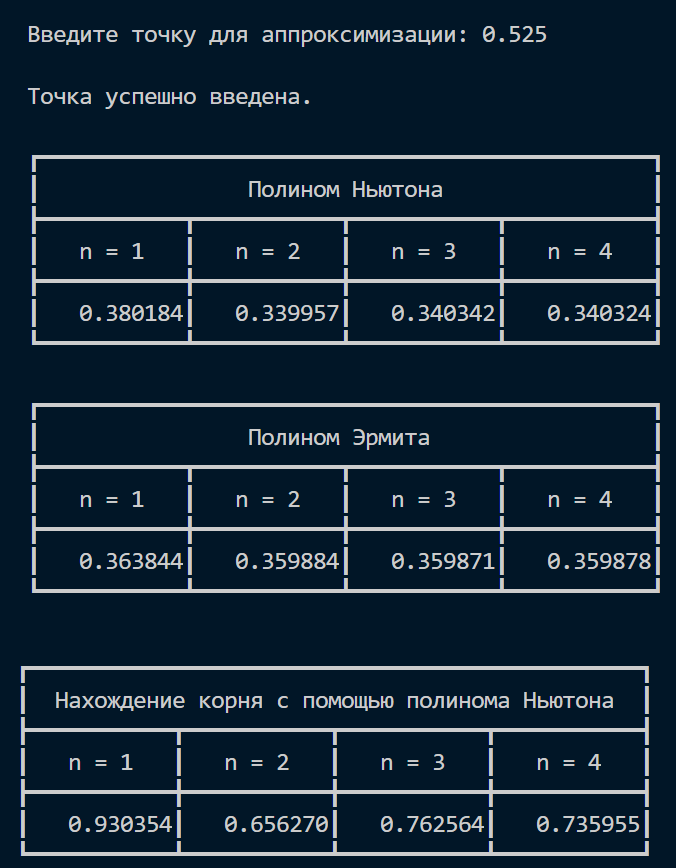 Введите точку для аппроксимизации: 0.525
Точка успешно введена.
Полином Ньютона
n = 1 n = 2 n = 3 n = 4
0.380184 0.339957 0.340342 0.340324
Полином Эрмита
n = 1 n = 2 n = 3 n = 4
0.363844 0.359884 0.359871 0.359878
Нахождение корня с помощью полинома Ньютона
n = 1 n = 2 n = 3 n = 4
0.930354 0.656270 0.762564 0.735955